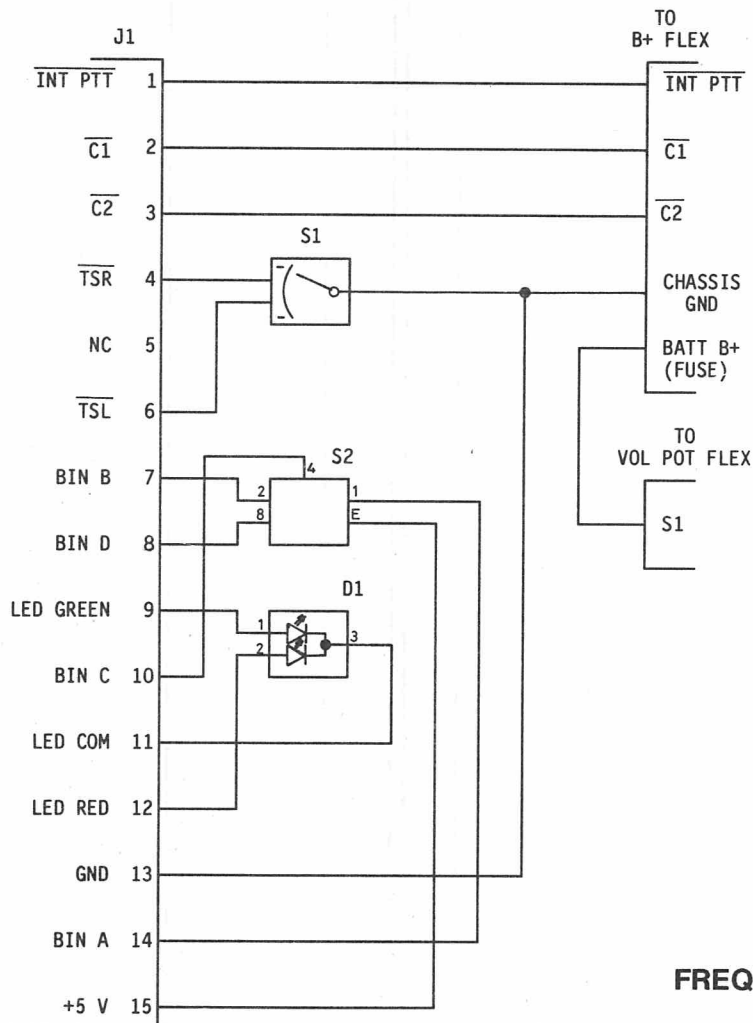 J1
TO
B+ FLEX
INT PTT 1
INT PTT
C1 2
C1
C2 3
C2
S1
TSR 4
CHASSIS
GND
NC 5
BATT B+
(FUSE)
TSL 6
TO
VOL POT FLEX
S1
4
S2
BIN B 7
2
1
8
E
BIN D 8
D1
LED GREEN 9
1
3
2
BIN C 10
LED COM 11
LED RED 12
GND 13
BIN A 14
FREQ
+5 V 15